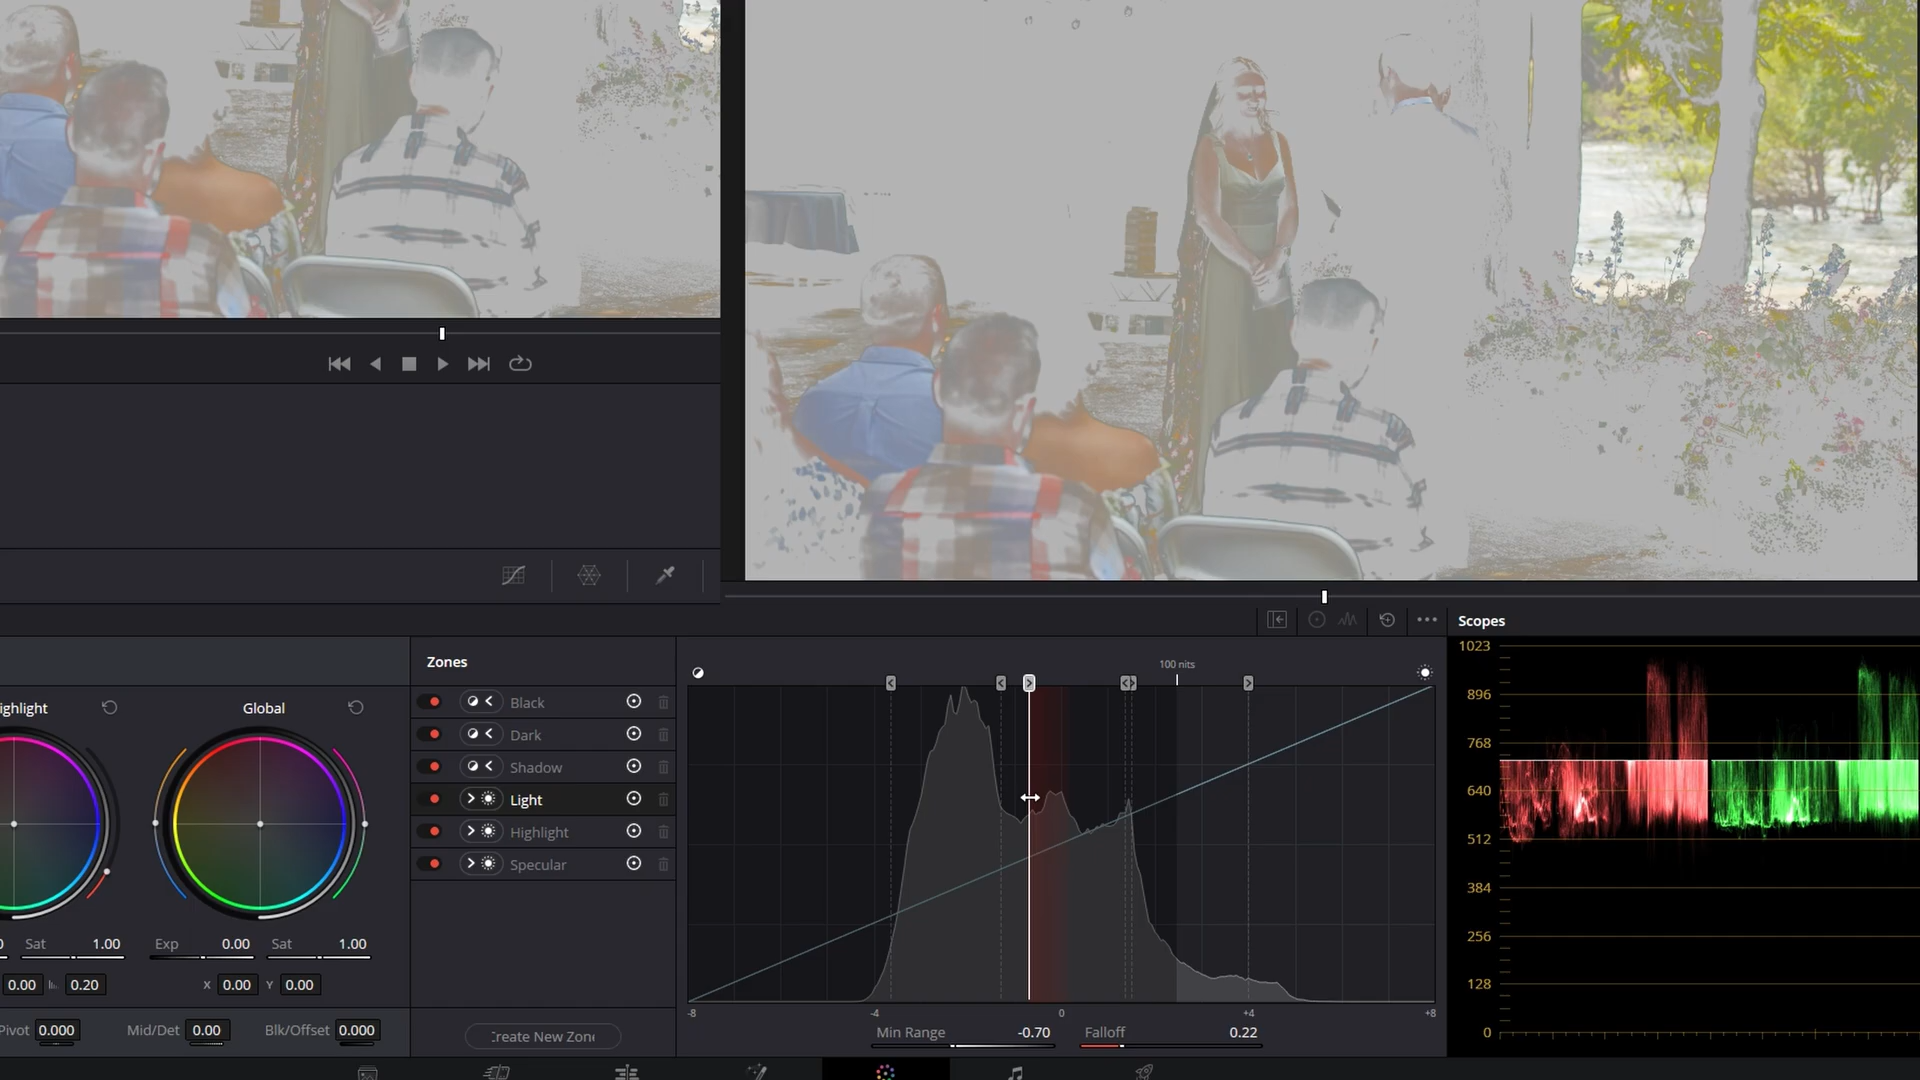 Scopes
1023
896
768
640
512
384
256
128
0
ighlight
Global
Sat 1.00
Exp 0.00 Sat 1.00
0.00 0.20
X 0.00 Y 0.00
Pivot 0.000 Mid/Det 0.00 Blk/Offset 0.000
Zones
Black
Dark
Shadow
Light
Highlight
Specular
Create New Zone
100 nits
-8 -4 0 +4 +8
Min Range -0.70 Falloff 0.22